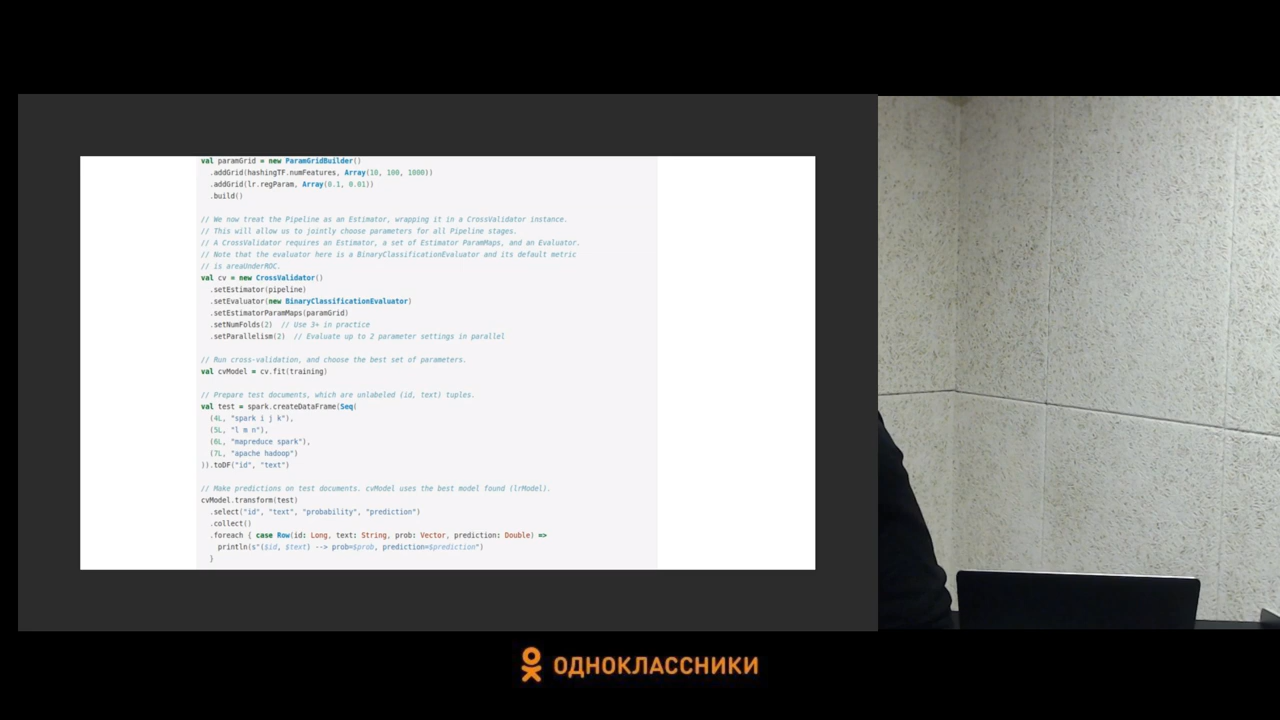 val paramGrid = new ParamGridBuilder()
.addGrid(hashingTF.numFeatures, Array(10, 100, 1000))
.addGrid(lr.regParam, Array(0.1, 0.01))
.build()
// We now treat the Pipeline as an Estimator, wrapping it in a CrossValidator instance.
// This will allow us to jointly choose parameters for all Pipeline stages.
// A CrossValidator requires an Estimator, a set of Estimator ParamMaps, and an Evaluator.
// Note that the evaluator here is a BinaryClassificationEvaluator and its default metric
// is areaUnderROC.
val cv = new CrossValidator()
.setEstimator(pipeline)
.setEvaluator(new BinaryClassificationEvaluator)
.setEstimatorParamMaps(paramGrid)
.setNumFolds(2)  // Use 3+ in practice
.setParallelism(2)  // Evaluate up to 2 parameter settings in parallel
// Run cross-validation, and choose the best set of parameters.
val cvModel = cv.fit(training)
// Prepare test documents, which are unlabeled (id, text) tuples.
val test = spark.createDataFrame(Seq(
(4L, "spark i j k"),
(5L, "l m n"),
(6L, "mapreduce spark"),
(7L, "apache hadoop")
)).toDF("id", "text")
// Make predictions on test documents. cvModel uses the best model found (lrModel).
cvModel.transform(test)
.select("id", "text", "probability", "prediction")
.collect()
.foreach { case Row(id: Long, text: String, prob: Vector, prediction: Double) =>
println(s"($id, $text) --> prob=$prob, prediction=$prediction")
}
ОДНОКЛАССНИКИ